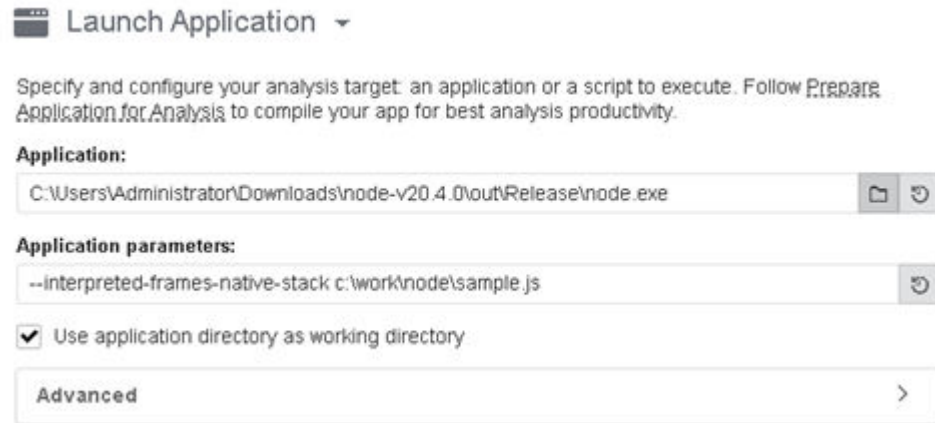 Launch Application
Specify and configure your analysis target: an application or a script to execute. Follow Prepare
Application for Analysis to compile your app for best analysis productivity.
Application:
C:\Users\Administrator\Downloads\node-v20.4.0\out\Release\node.exe
Application parameters:
--interpreted-frames-native-stack c:\work\node\sample.js
Use application directory as working directory
Advanced